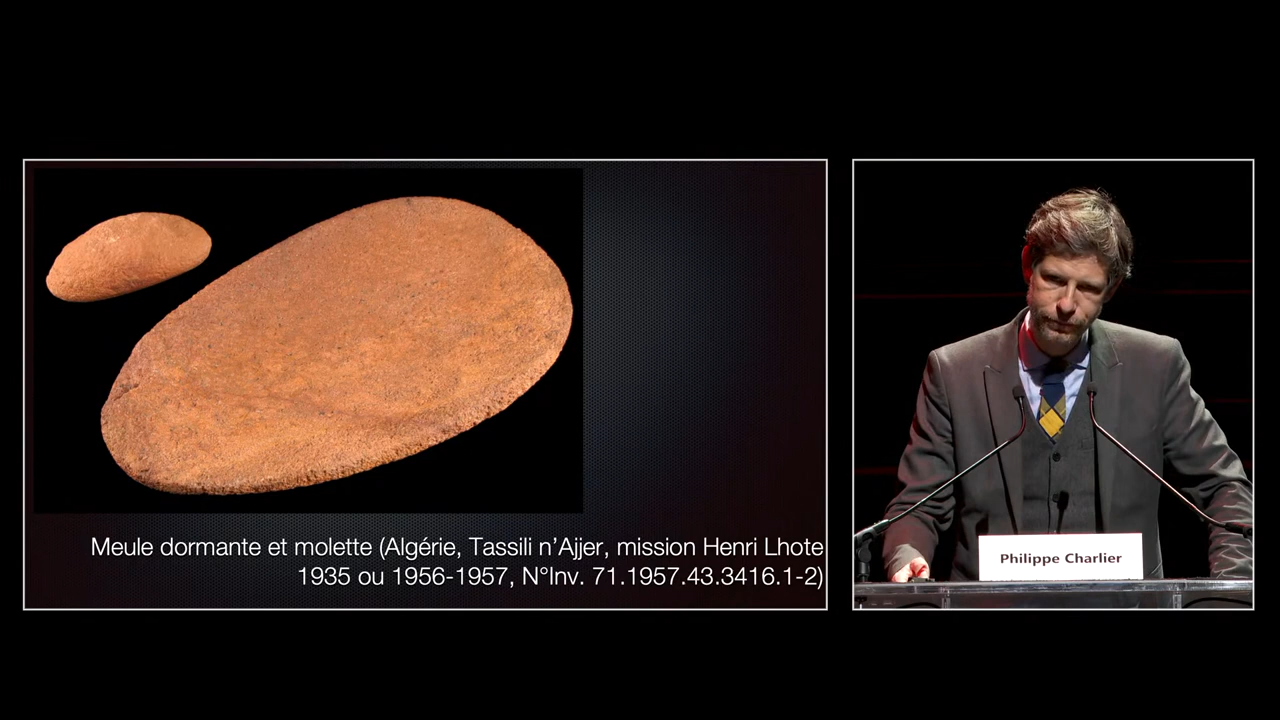 Meule dormante et molette (Algérie, Tassili n'Ajjer, mission Henri Lhote
1935 ou 1956-1957, N°Inv. 71.1957.43.3416.1-2)
Philippe Charlier